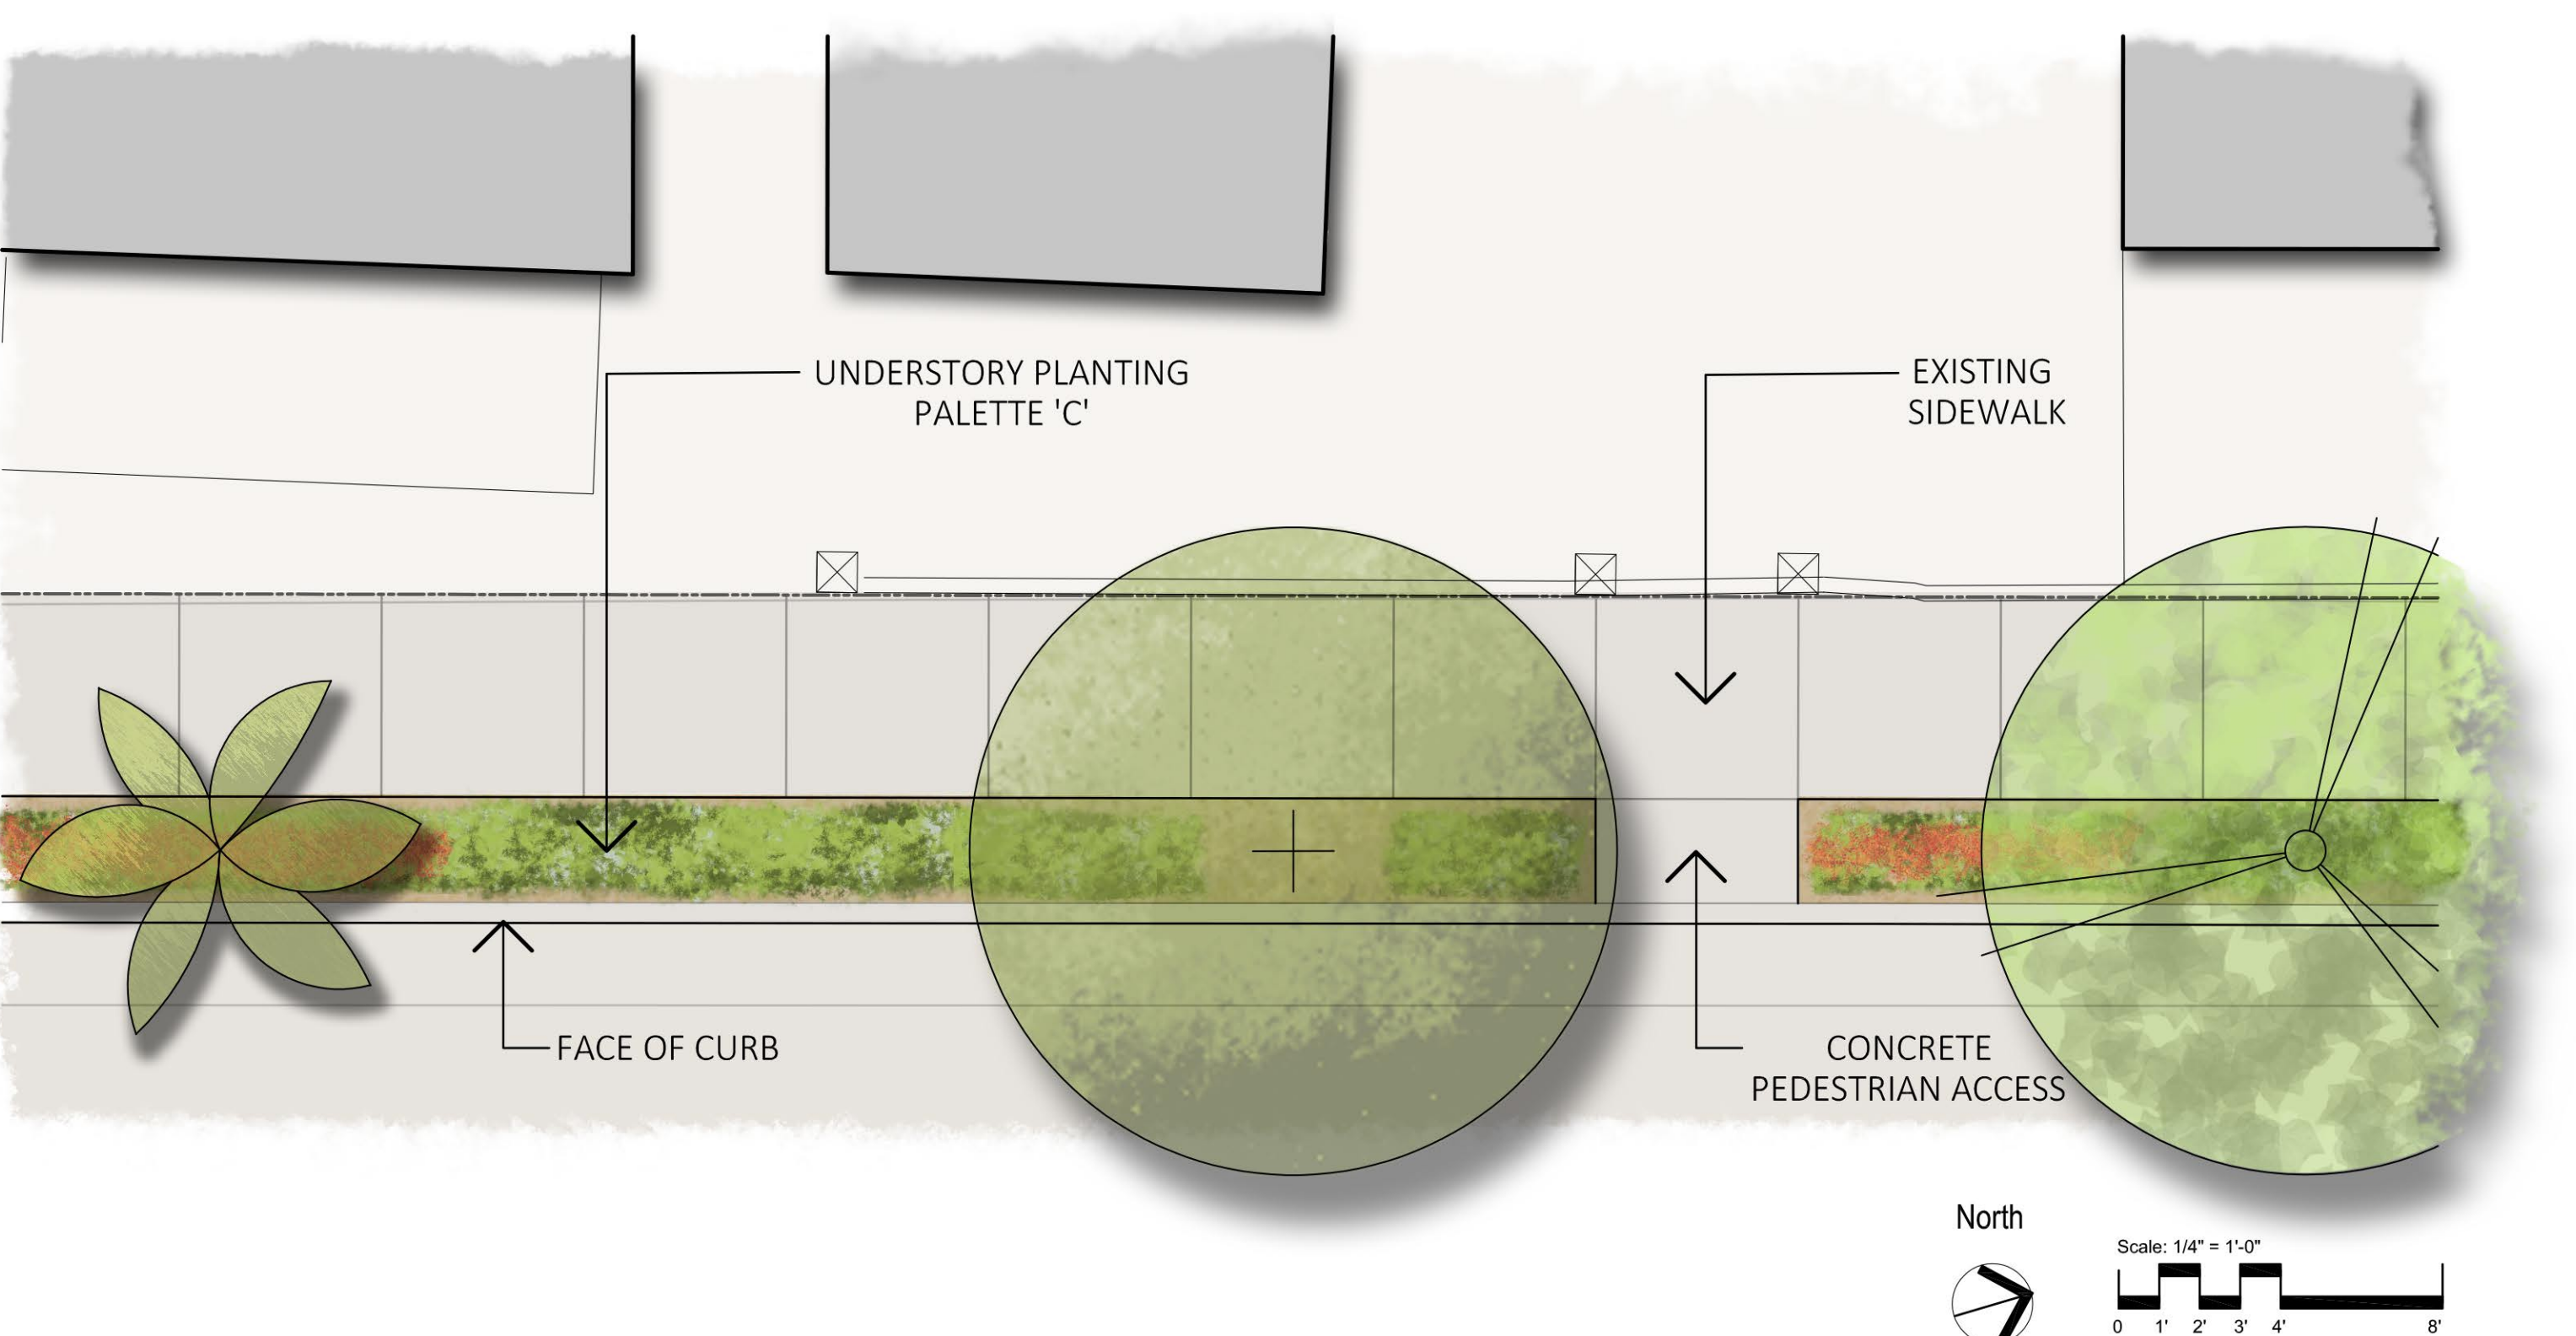 UNDERSTORY PLANTING
PALETTE 'C'
EXISTING
SIDEWALK
FACE OF CURB
CONCRETE
PEDESTRIAN ACCESS
North
Scale: 1/4" = 1'-0"
0 1' 2' 3' 4' 8'